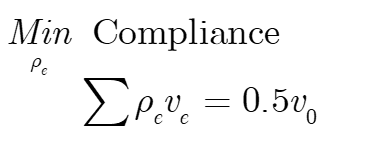 Min Compliance
ρₑ
∑ρₑvₑ = 0.5v₀